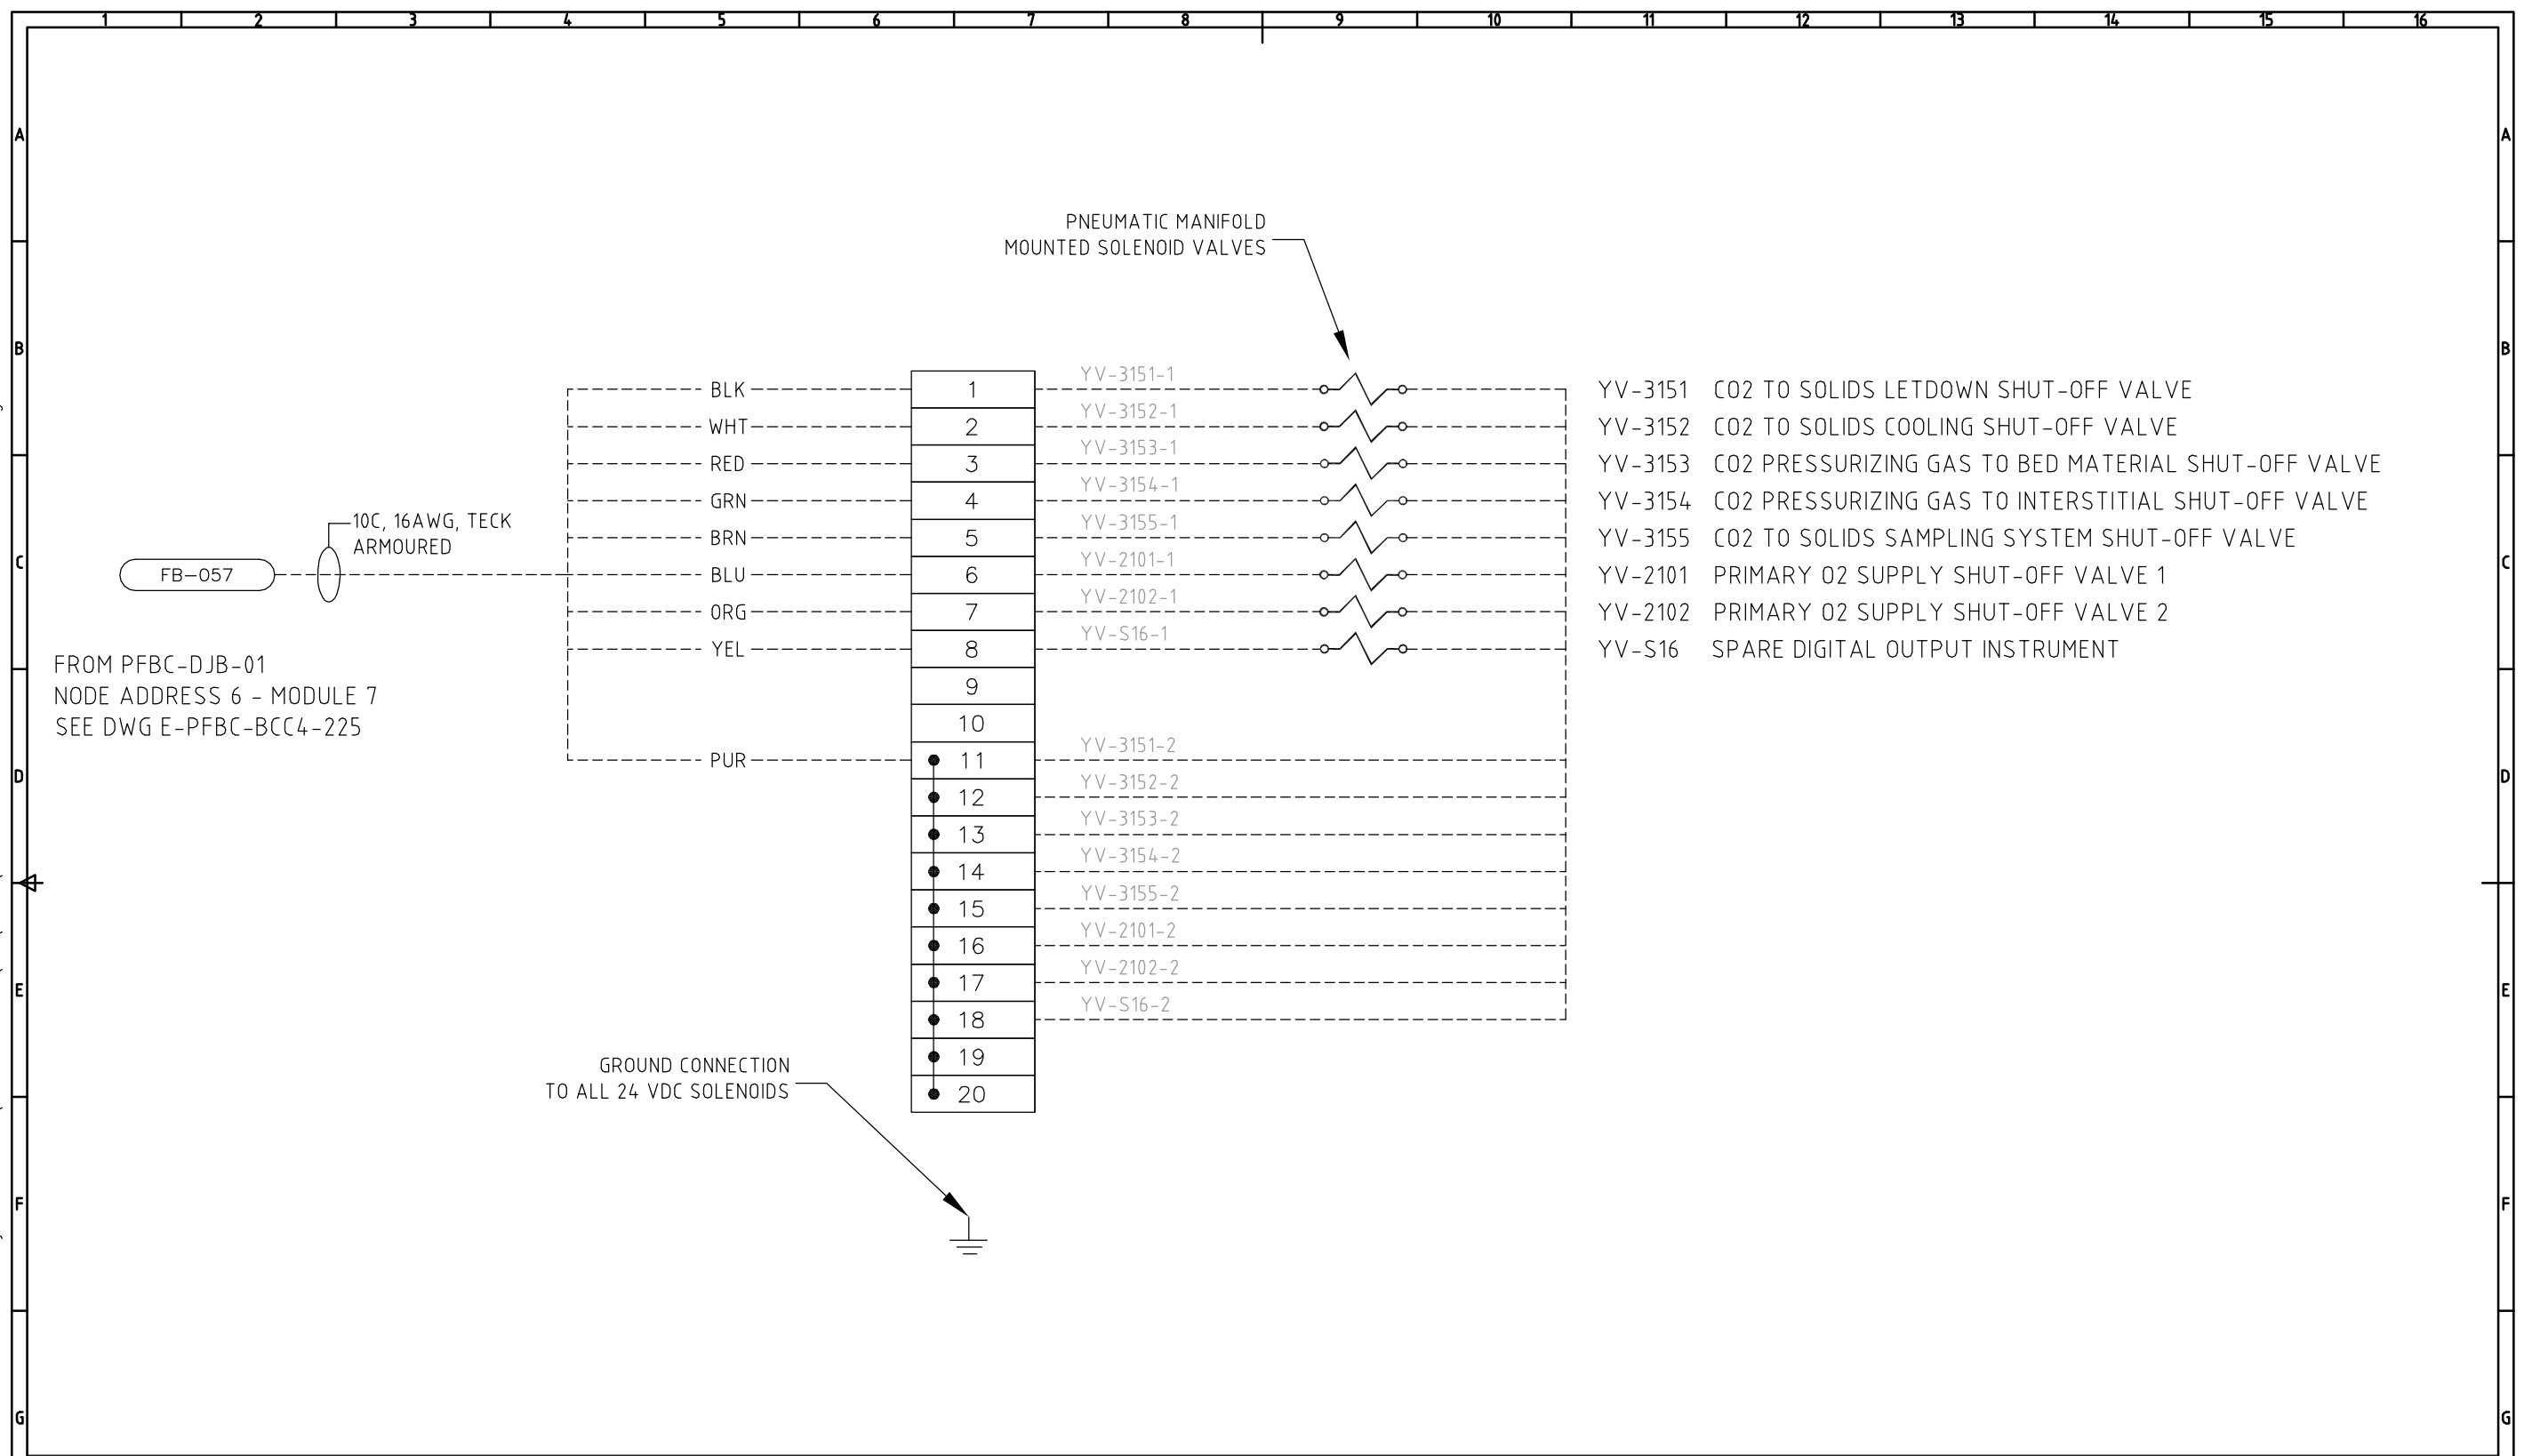 1 2 3 4 5 6 7 8 9 10 11 12 13 14 15 16
A A
PNEUMATIC MANIFOLD
MOUNTED SOLENOID VALVES
B B
BLK 1 YV-3151-1 YV-3151 CO2 TO SOLIDS LETDOWN SHUT-OFF VALVE
WHT 2 YV-3152-1 YV-3152 CO2 TO SOLIDS COOLING SHUT-OFF VALVE
RED 3 YV-3153-1 YV-3153 CO2 PRESSURIZING GAS TO BED MATERIAL SHUT-OFF VALVE
GRN 4 YV-3154-1 YV-3154 CO2 PRESSURIZING GAS TO INTERSTITIAL SHUT-OFF VALVE
10C, 16AWG, TECK
ARMOURED
BRN 5 YV-3155-1 YV-3155 CO2 TO SOLIDS SAMPLING SYSTEM SHUT-OFF VALVE
C C
FB-057 BLU 6 YV-2101-1 YV-2101 PRIMARY O2 SUPPLY SHUT-OFF VALVE 1
ORG 7 YV-2102-1 YV-2102 PRIMARY O2 SUPPLY SHUT-OFF VALVE 2
YEL 8 YV-S16-1 YV-S16 SPARE DIGITAL OUTPUT INSTRUMENT
FROM PFBC-DJB-01
NODE ADDRESS 6 - MODULE 7
SEE DWG E-PFBC-BCC4-225
9
10
PUR 11 YV-3151-2
D D
12 YV-3152-2
13 YV-3153-2
14 YV-3154-2
15 YV-3155-2
16 YV-2101-2
17 YV-2102-2
E E
18 YV-S16-2
19
20
GROUND CONNECTION
TO ALL 24 VDC SOLENOIDS
F F
G G